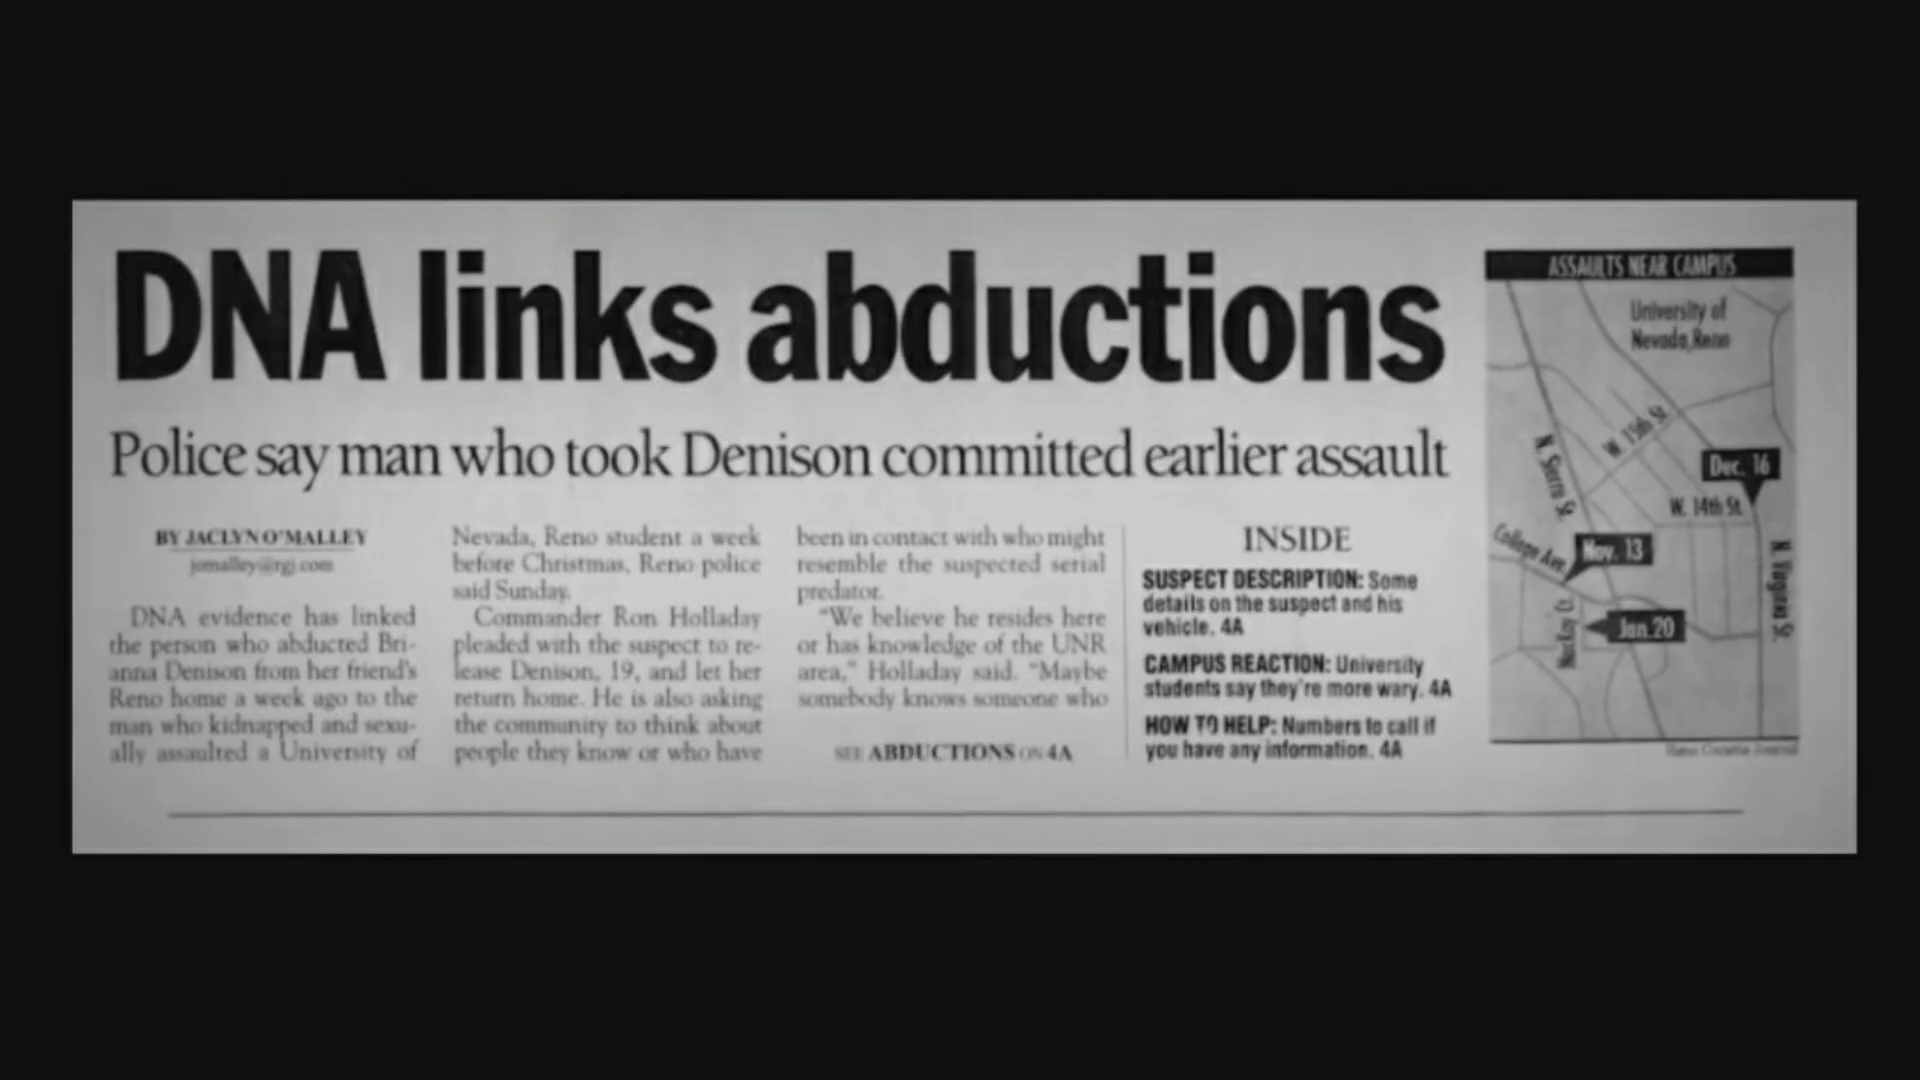 DNA links abductions
Police say man who took Denison committed earlier assault
BY JACLYN O'MALLEY
jomalley@rgj.com
DNA evidence has linked
the person who abducted Bri-
anna Denison from her friend's
Reno home a week ago to the
man who kidnapped and sexu-
ally assaulted a University of
Nevada, Reno student a week
before Christmas, Reno police
said Sunday.
Commander Ron Holladay
pleaded with the suspect to re-
lease Denison, 19, and let her
return home. He is also asking
the community to think about
people they know or who have
been in contact with who might
resemble the suspected serial
predator.
"We believe he resides here
or has knowledge of the UNR
area," Holladay said. "Maybe
somebody knows someone who
SEE ABDUCTIONS ON 4A
INSIDE
SUSPECT DESCRIPTION: Some
details on the suspect and his
vehicle. 4A
CAMPUS REACTION: University
students say they're more wary. 4A
HOW TO HELP: Numbers to call if
you have any information. 4A
ASSAULTS NEAR CAMPUS
University of
Nevada, Reno
W. 15th St.
N. Sierra St.
Dec. 16
W. 14th St.
College Ave.
Nov. 13
N. Virginia St.
MacKay Ct.
Jan. 20
Reno Gazette-Journal